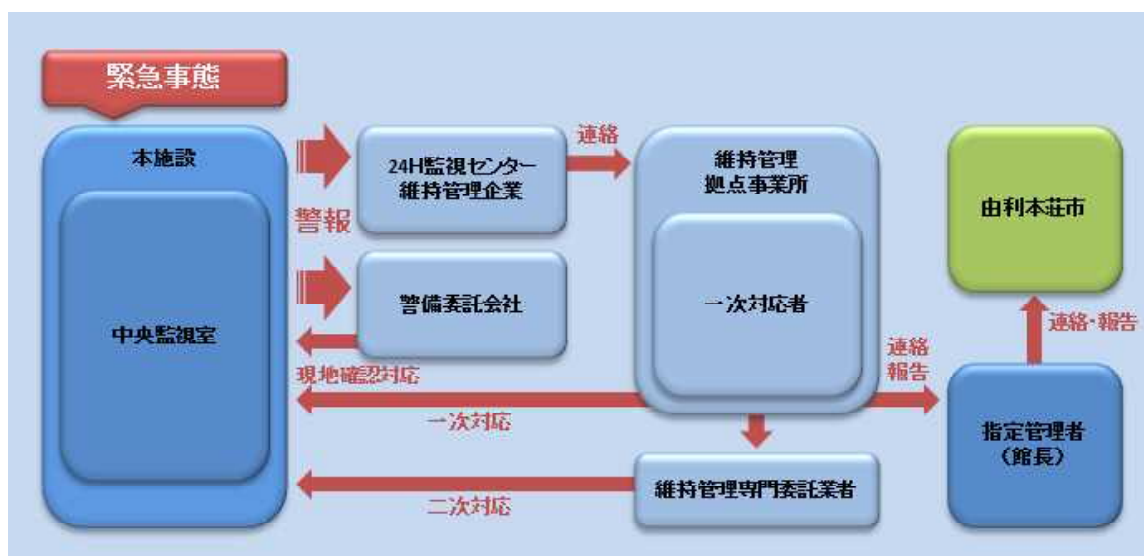 緊急事態
本施設
中央監視室
警報
24H監視センター
維持管理企業
連絡
警備委託会社
現地確認対応
維持管理
拠点事業所
一次対応者
一次対応
維持管理専門委託業者
二次対応
連絡
報告
指定管理者
（館長）
連絡・報告
由利本荘市